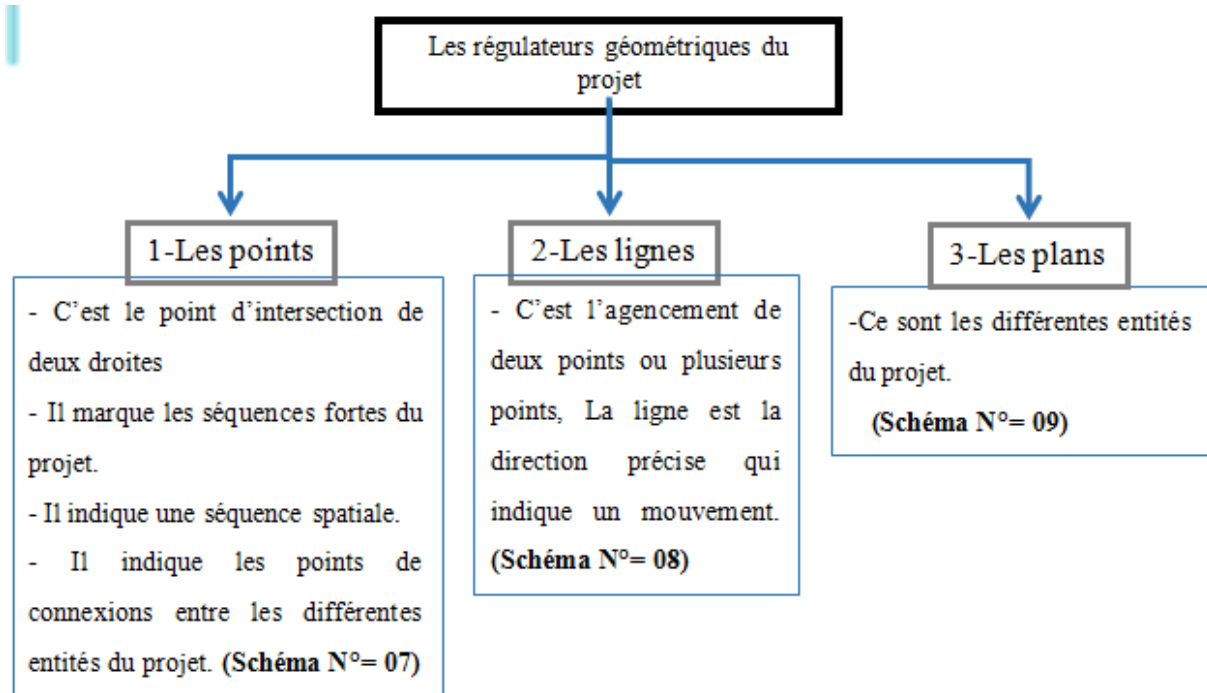 Les régulateurs géométriques du
projet
1-Les points
- C'est le point d'intersection de
deux droites
- Il marque les séquences fortes du
projet.
- Il indique une séquence spatiale.
- Il indique les points de
connexions entre les différentes
entités du projet. (Schéma N°= 07)
2-Les lignes
- C'est l'agencement de
deux points ou plusieurs
points, La ligne est la
direction précise qui
indique un mouvement.
(Schéma N°= 08)
3-Les plans
-Ce sont les différentes entités
du projet.
(Schéma N°= 09)